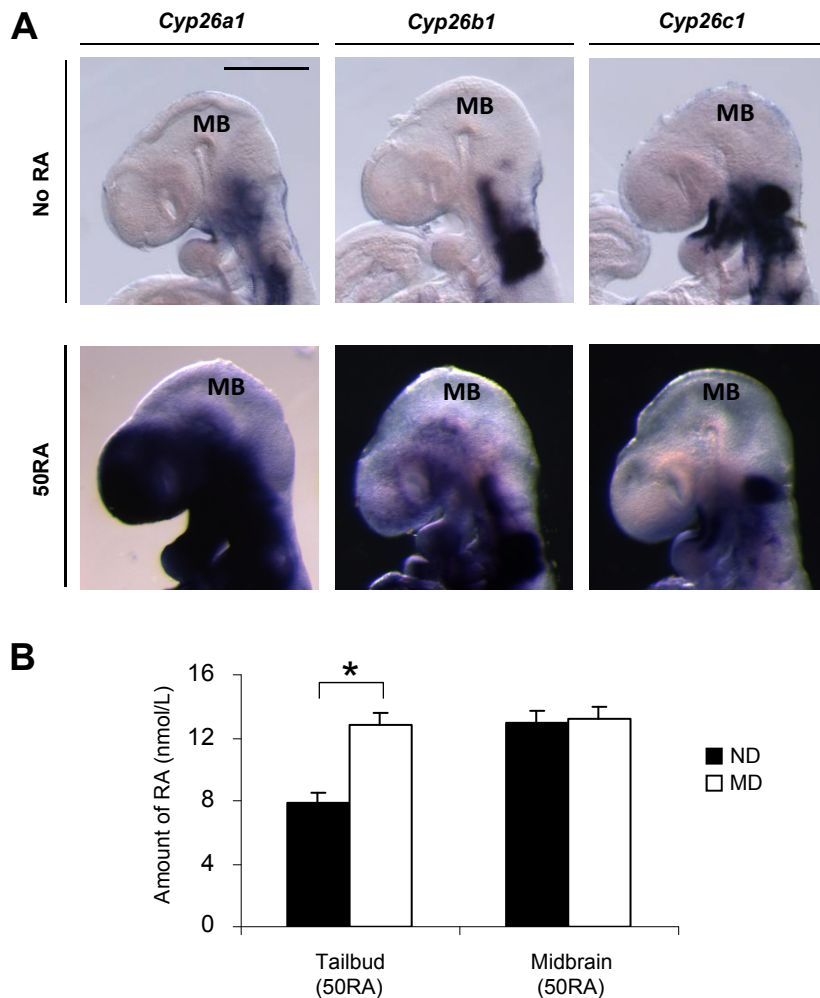 A
Cyp26a1 Cyp26b1 Cyp26c1
No RA
MB MB MB
50RA
MB MB MB
B
Amount of RA (nmol/L)
16
12
8
4
0
*
ND
MD
Tailbud Midbrain
(50RA) (50RA)